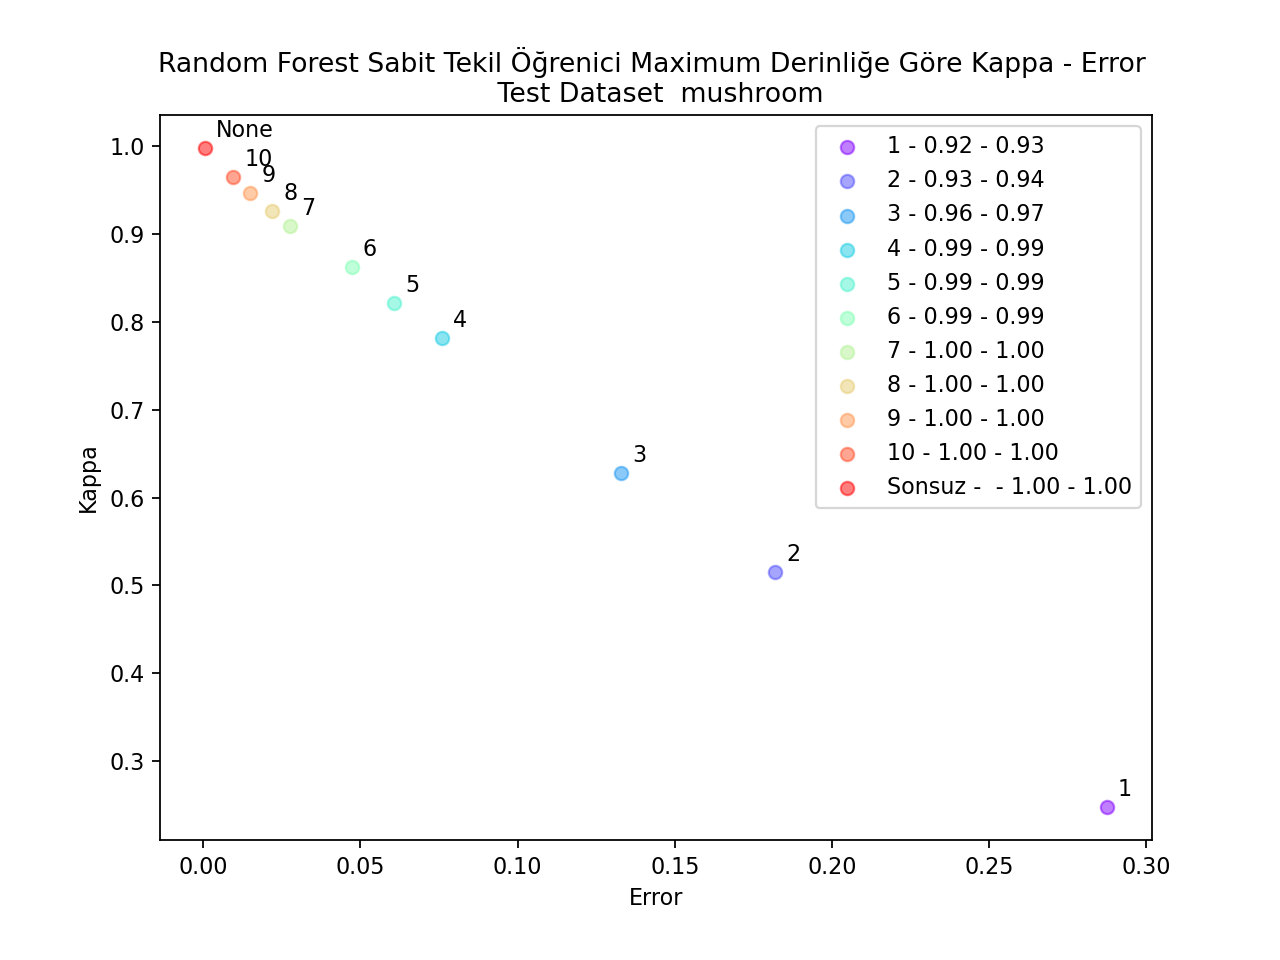 Random Forest Sabit Tekil Öğrenici Maximum Derinliğe Göre Kappa - Error
Test Dataset  mushroom
None
10
9
8
7
6
5
4
3
2
1
1 - 0.92 - 0.93
2 - 0.93 - 0.94
3 - 0.96 - 0.97
4 - 0.99 - 0.99
5 - 0.99 - 0.99
6 - 0.99 - 0.99
7 - 1.00 - 1.00
8 - 1.00 - 1.00
9 - 1.00 - 1.00
10 - 1.00 - 1.00
Sonsuz -  - 1.00 - 1.00
1.0
0.9
0.8
0.7
0.6
0.5
0.4
0.3
Kappa
0.00 0.05 0.10 0.15 0.20 0.25 0.30
Error